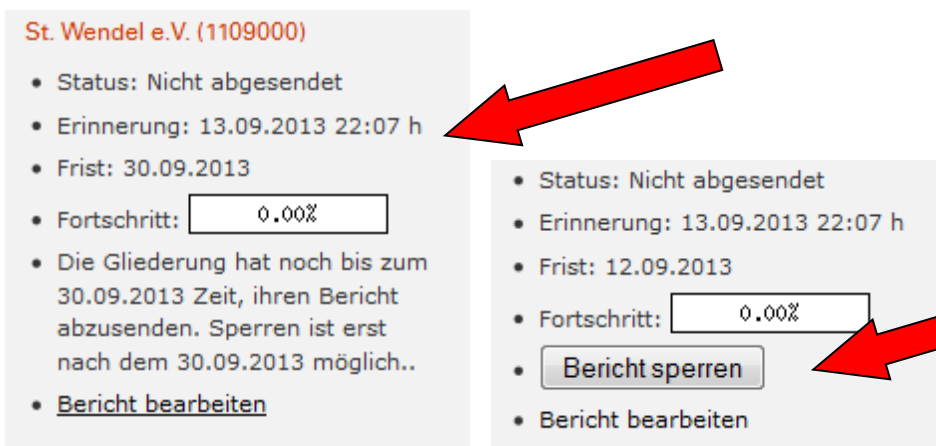 St. Wendel e.V. (1109000)
• Status: Nicht abgesendet
• Erinnerung: 13.09.2013 22:07 h
• Frist: 30.09.2013
• Fortschritt: 0.00%
• Die Gliederung hat noch bis zum
30.09.2013 Zeit, ihren Bericht
abzusenden. Sperren ist erst
nach dem 30.09.2013 möglich..
• Bericht bearbeiten
• Status: Nicht abgesendet
• Erinnerung: 13.09.2013 22:07 h
• Frist: 12.09.2013
• Fortschritt: 0.00%
• Bericht sperren
• Bericht bearbeiten